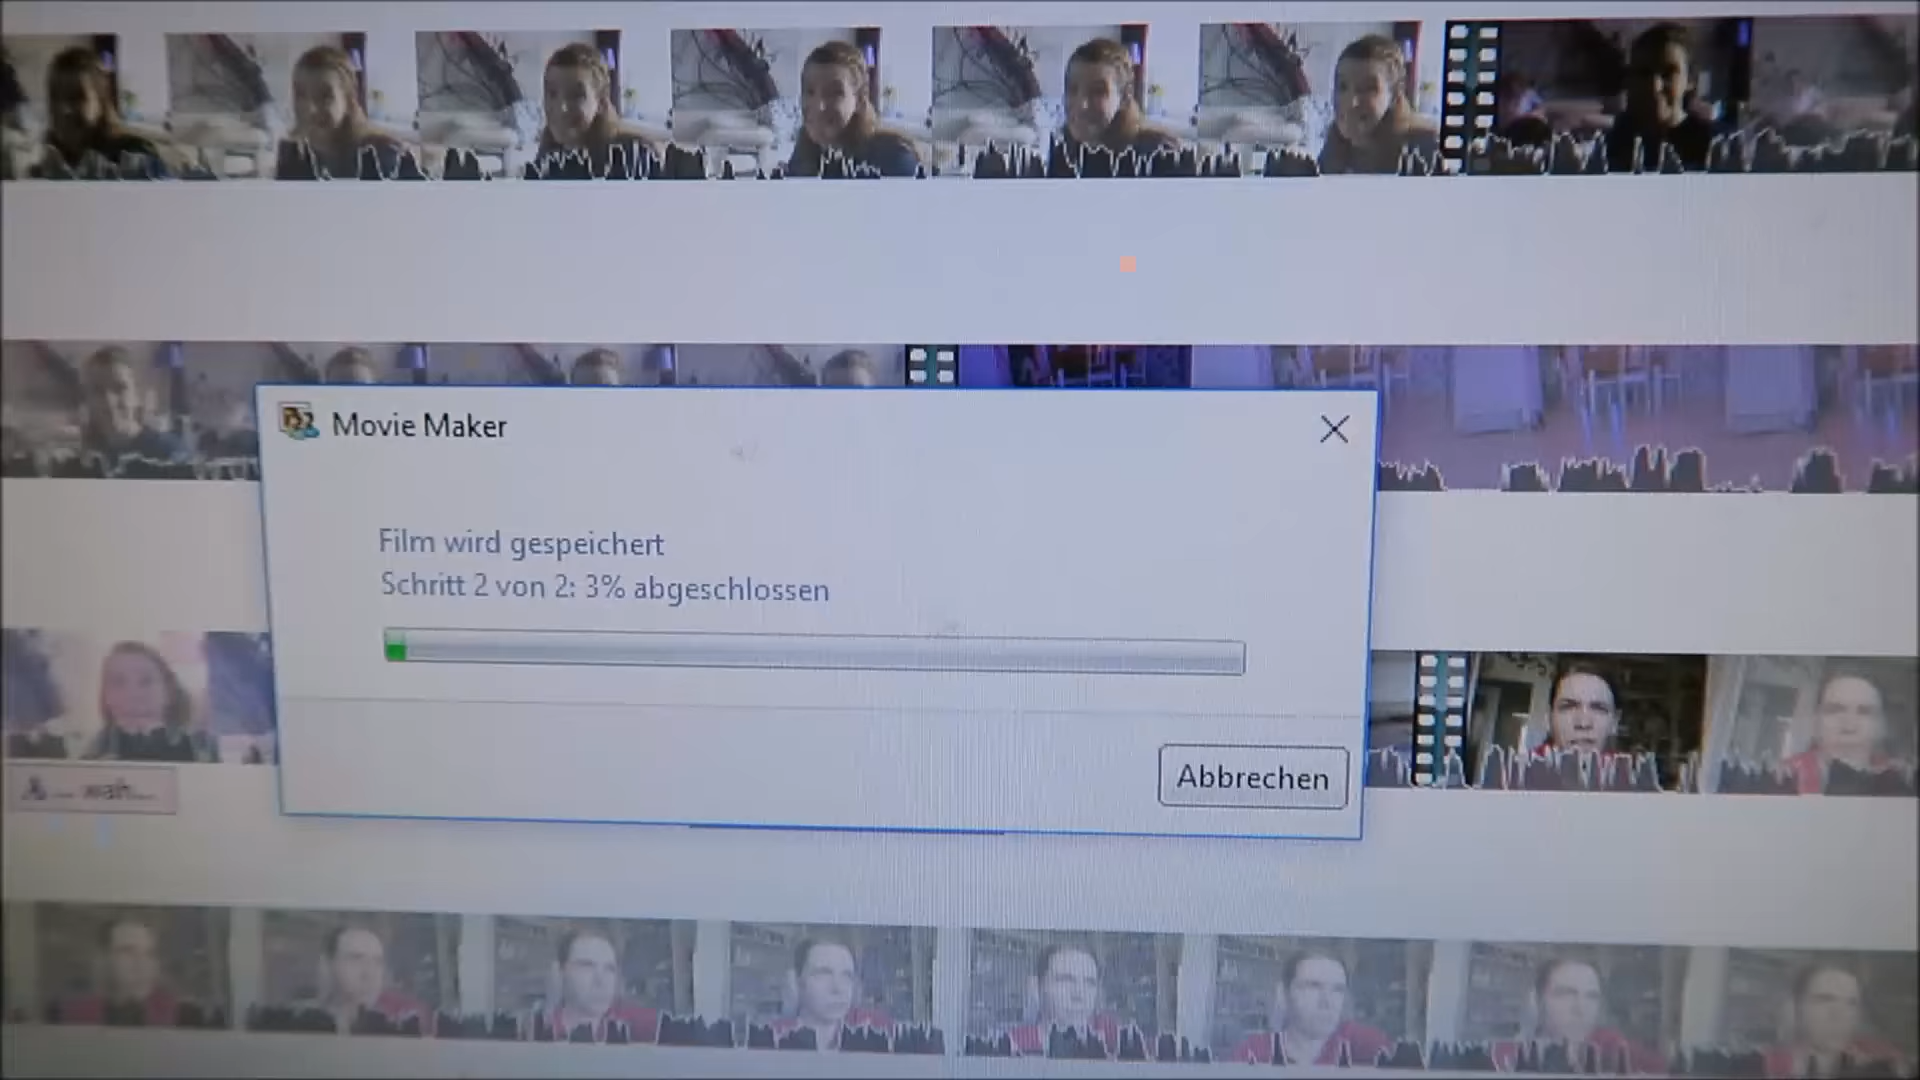 Movie Maker
Film wird gespeichert
Schritt 2 von 2: 3% abgeschlossen
Abbrechen